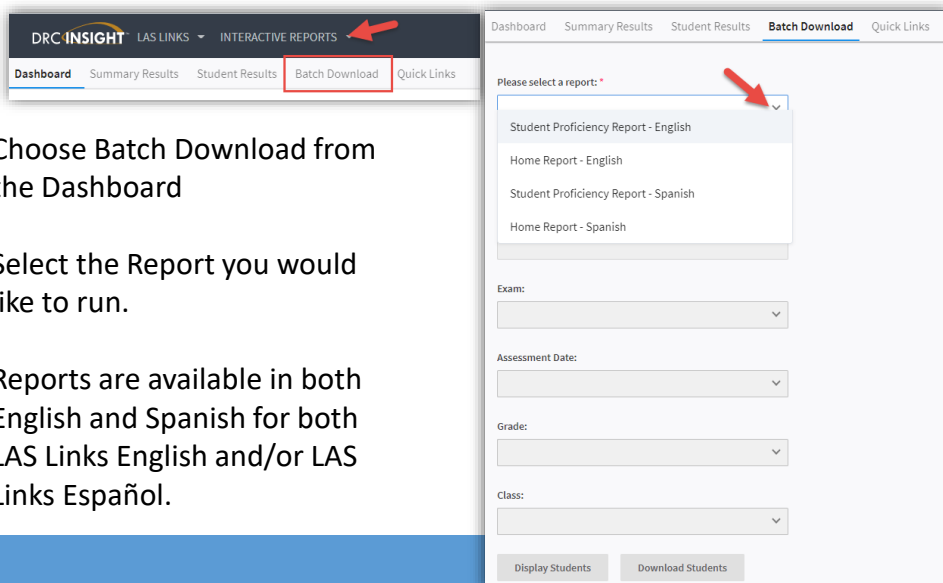 DRC INSIGHT LAS LINKS INTERACTIVE REPORTS
Dashboard Summary Results Student Results Batch Download Quick Links
Choose Batch Download from
the Dashboard
Select the Report you would
like to run.
Reports are available in both
English and Spanish for both
LAS Links English and/or LAS
Links Español.
Dashboard Summary Results Student Results Batch Download Quick Links
Please select a report: *
Student Proficiency Report - English
Home Report - English
Student Proficiency Report - Spanish
Home Report - Spanish
Exam:
Assessment Date:
Grade:
Class:
Display Students Download Students